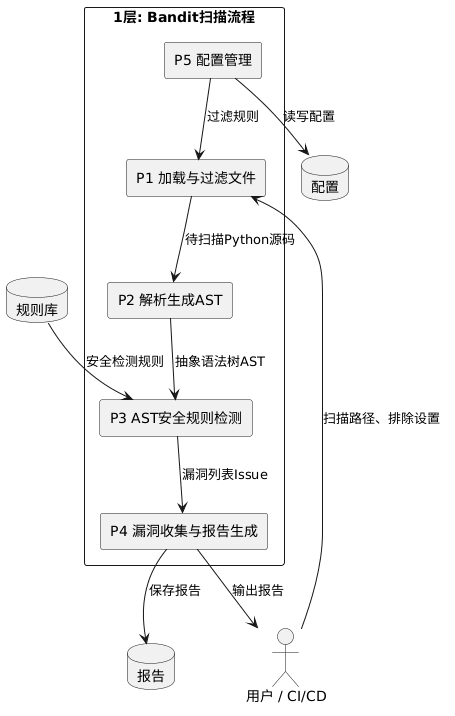 1层: Bandit扫描流程
P5 配置管理
过滤规则
读写配置
P1 加载与过滤文件
配置
待扫描Python源码
规则库
P2 解析生成AST
安全检测规则
抽象语法树AST
P3 AST安全规则检测
扫描路径、排除设置
漏洞列表Issue
P4 漏洞收集与报告生成
保存报告
输出报告
报告
用户 / CI/CD